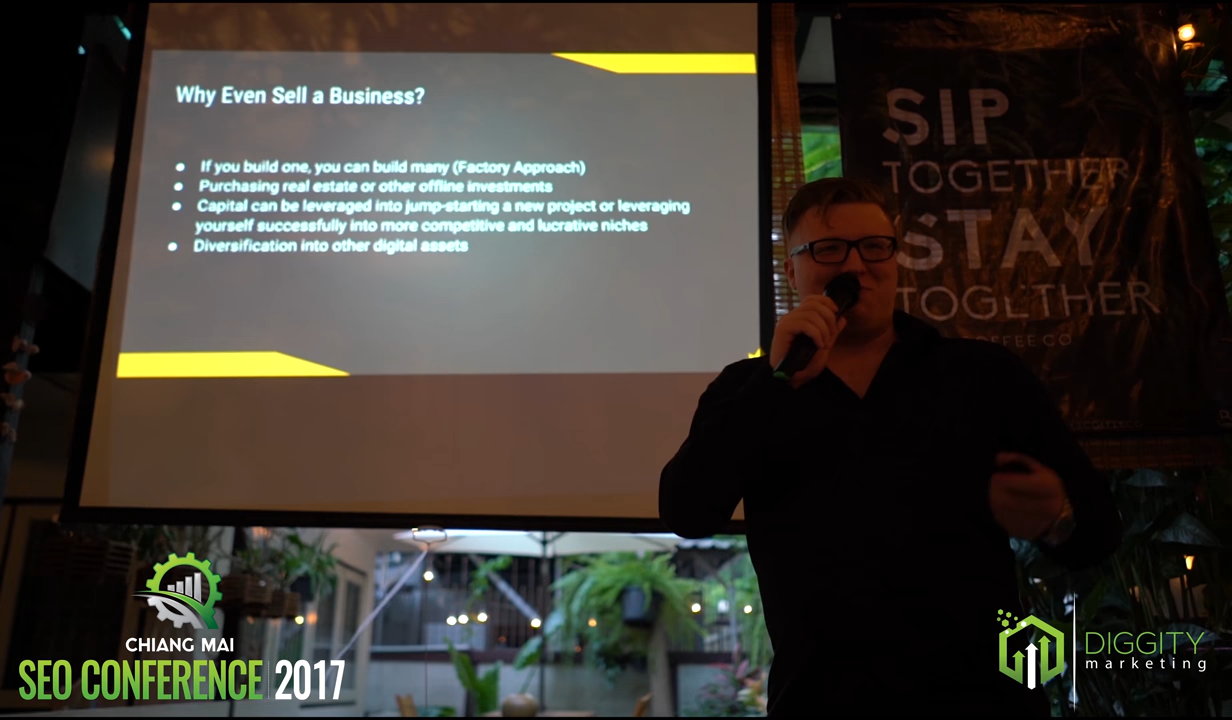 Why Even Sell a Business?
● If you build one, you can build many (Factory Approach)
● Purchasing real estate or other offline investments
● Capital can be leveraged into jump-starting a new project or leveraging
yourself successfully into more competitive and lucrative niches
● Diversification into other digital assets
SIP
TOGETHER
STAY
TOGETHER
CHIANG MAI
SEO CONFERENCE 2017
DIGGITY
marketing